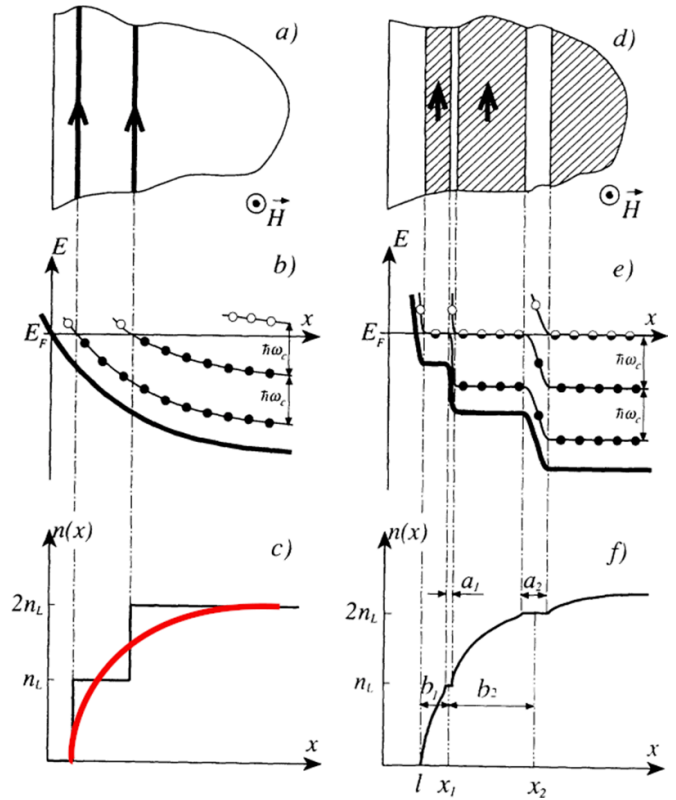 a)
H
E
b)
x
E_F
ħω_c
ħω_c
n(x)
c)
2n_L
n_L
x
d)
H
E
e)
x
E_F
ħω_c
ħω_c
n(x)
f)
a_1
a_2
2n_L
n_L
b_1
b_2
x
l
x_1
x_2